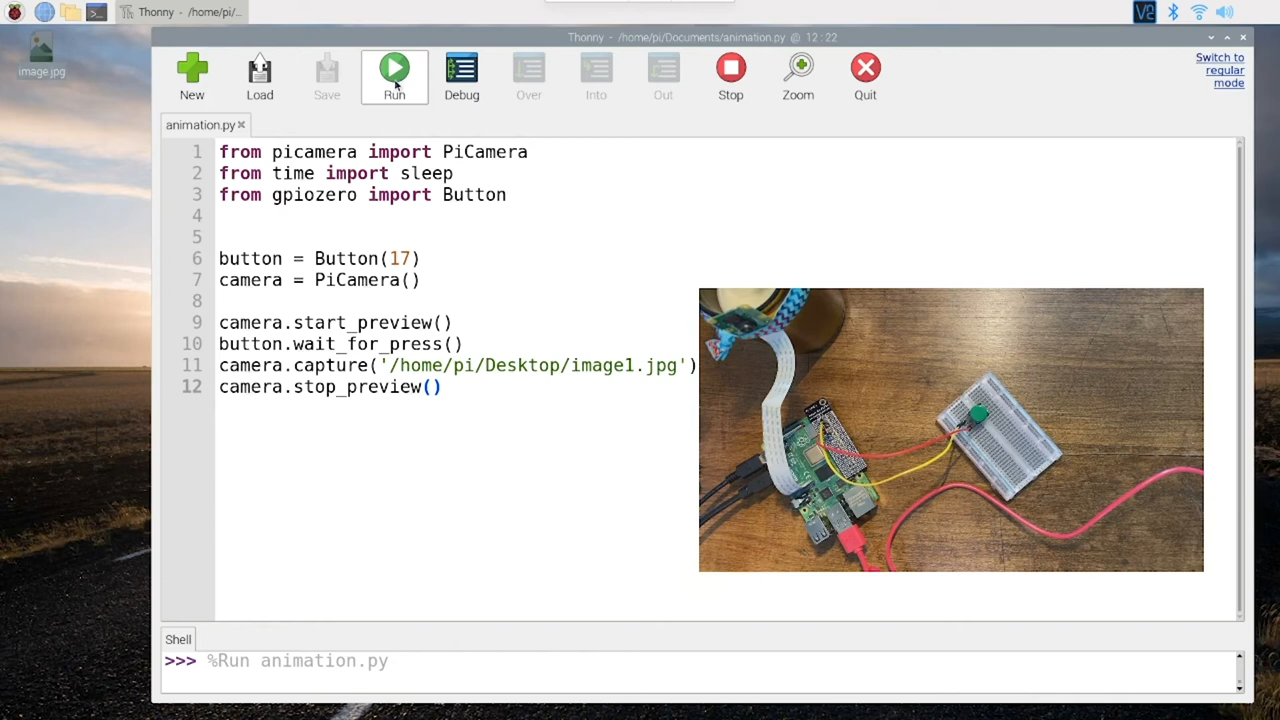 Thonny - /home/pi/...
V2
Thonny - /home/pi/Documents/animation.py @ 12:22
image.jpg
New
Load
Save
Run
Debug
Over
Into
Out
Stop
Zoom
Quit
Switch to
regular
mode
animation.py
1 from picamera import PiCamera
2 from time import sleep
3 from gpiozero import Button
4
5
6 button = Button(17)
7 camera = PiCamera()
8
9 camera.start_preview()
10 button.wait_for_press()
11 camera.capture('/home/pi/Desktop/image1.jpg')
12 camera.stop_preview()
Shell
>>> %Run animation.py